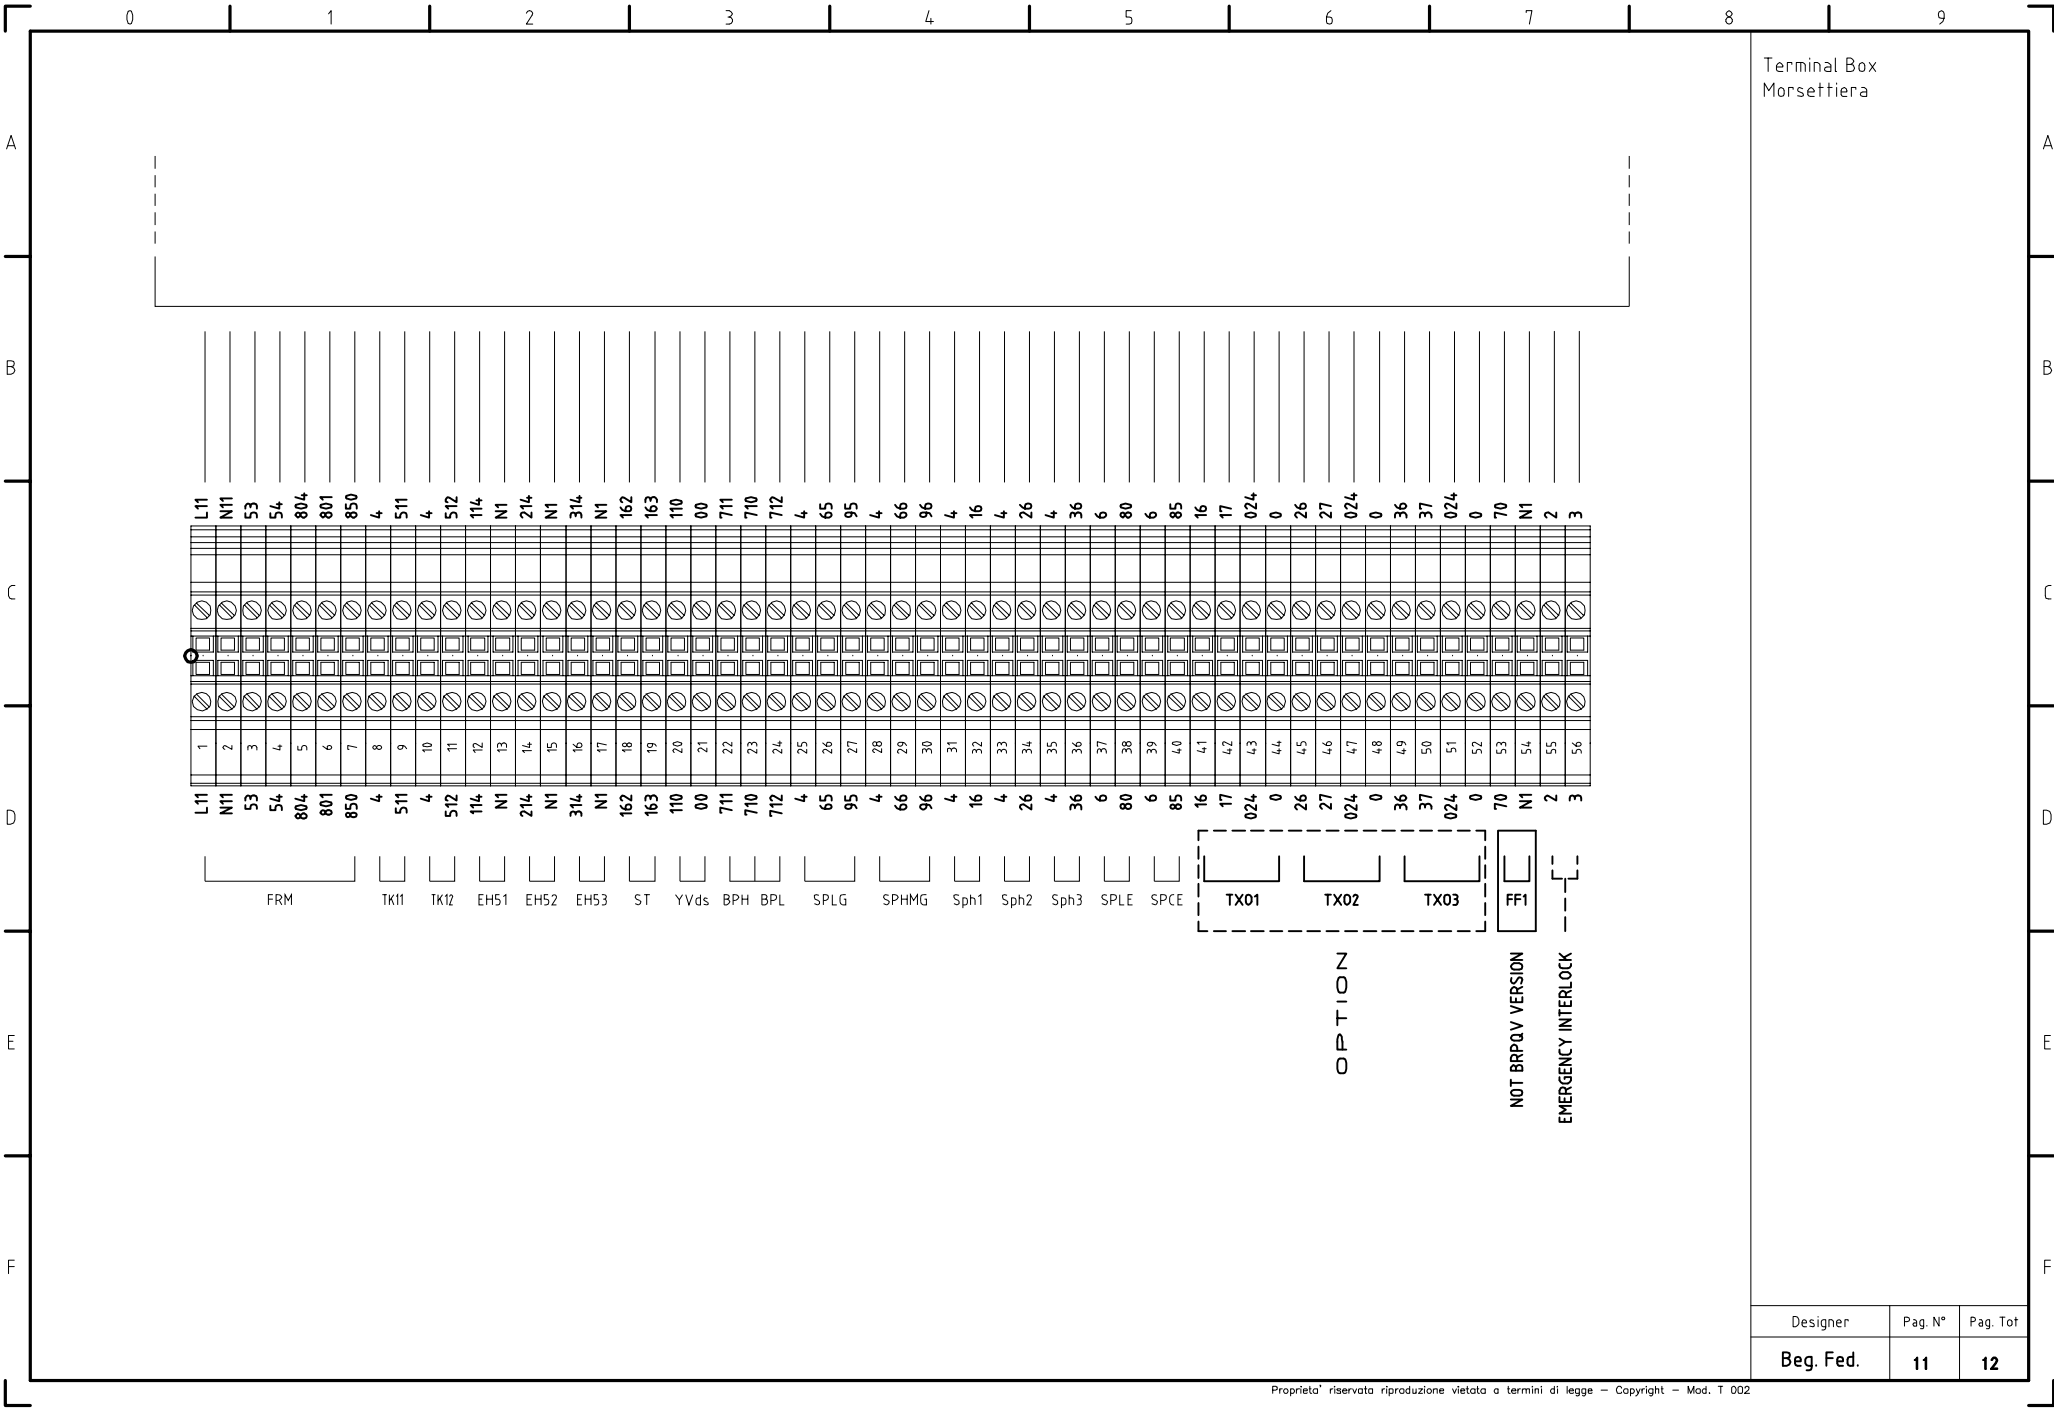 0 1 2 3 4 5 6 7 8 9
Terminal Box
Morsettiera
A A
B B
L11 N11 53 54 804 801 850 4 511 4 512 114 N1 214 N1 314 N1 162 163 110 00 711 710 712 4 65 95 4 66 96 4 16 4 26 4 36 6 80 6 85 16 17 024 0 26 27 024 0 36 37 024 0 70 N1 2 3
C C
1 2 3 4 5 6 7 8 9 10 11 12 13 14 15 16 17 18 19 20 21 22 23 24 25 26 27 28 29 30 31 32 33 34 35 36 37 38 39 40 41 42 43 44 45 46 47 48 49 50 51 52 53 54 55 56
L11 N11 53 54 804 801 850 4 511 4 512 114 N1 214 N1 314 N1 162 163 110 00 711 710 712 4 65 95 4 66 96 4 16 4 26 4 36 6 80 6 85 16 17 024 0 26 27 024 0 36 37 024 0 70 N1 2 3
D D
FRM TK11 TK12 EH51 EH52 EH53 ST YVds BPH BPL SPLG SPHMG Sph1 Sph2 Sph3 SPLE SPCE TX01 TX02 TX03 FF1
OPTION
NOT BRPQV VERSION
EMERGENCY INTERLOCK
E E
F F
Designer Pag. N° Pag. Tot
Beg. Fed. 11 12
Proprieta' riservata riproduzione vietata a termini di legge – Copyright – Mod. T 002